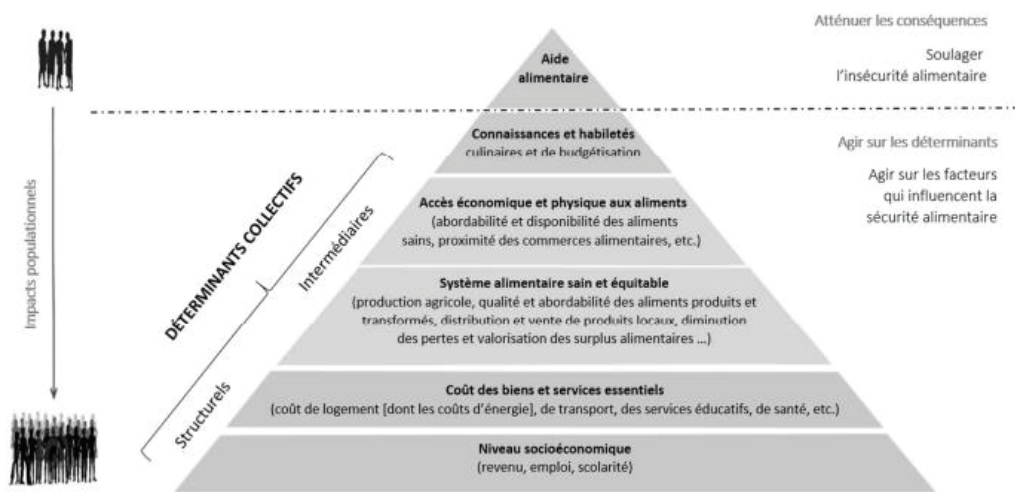 Atténuer les conséquences
Soulager
l'insécurité alimentaire
Aide
alimentaire
Connaissances et habiletés
culinaires et de budgétisation
Agir sur les déterminants
Agir sur les facteurs
qui influencent la
sécurité alimentaire
Impacts populationnels
DÉTERMINANTS COLLECTIFS
Intermédiaires
Structurels
Accès économique et physique aux aliments
(abordabilité et disponibilité des aliments
sains, proximité des commerces alimentaires, etc.)
Système alimentaire sain et équitable
(production agricole, qualité et abordabilité des aliments produits et
transformés, distribution et vente de produits locaux, diminution
des pertes et valorisation des surplus alimentaires ...)
Coût des biens et services essentiels
(coût de logement [dont les coûts d'énergie], de transport, des services éducatifs, de santé, etc.)
Niveau socioéconomique
(revenu, emploi, scolarité)